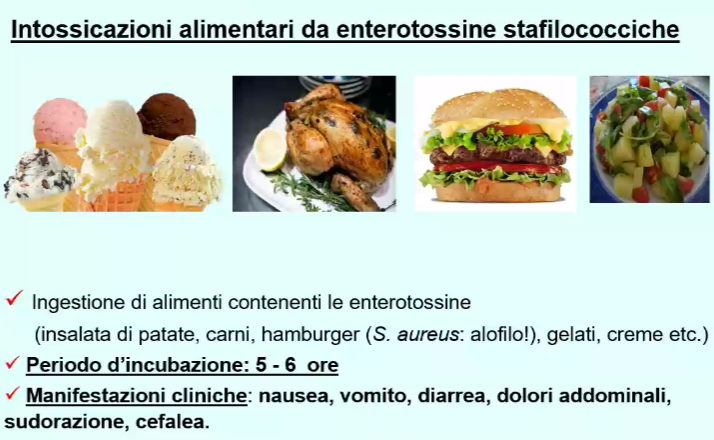 Intossicazioni alimentari da enterotossine stafilococciche
✓ Ingestione di alimenti contenenti le enterotossine
(insalata di patate, carni, hamburger (S. aureus: alofilo!), gelati, creme etc.)
✓ Periodo d'incubazione: 5 - 6 ore
✓ Manifestazioni cliniche: nausea, vomito, diarrea, dolori addominali,
sudorazione, cefalea.